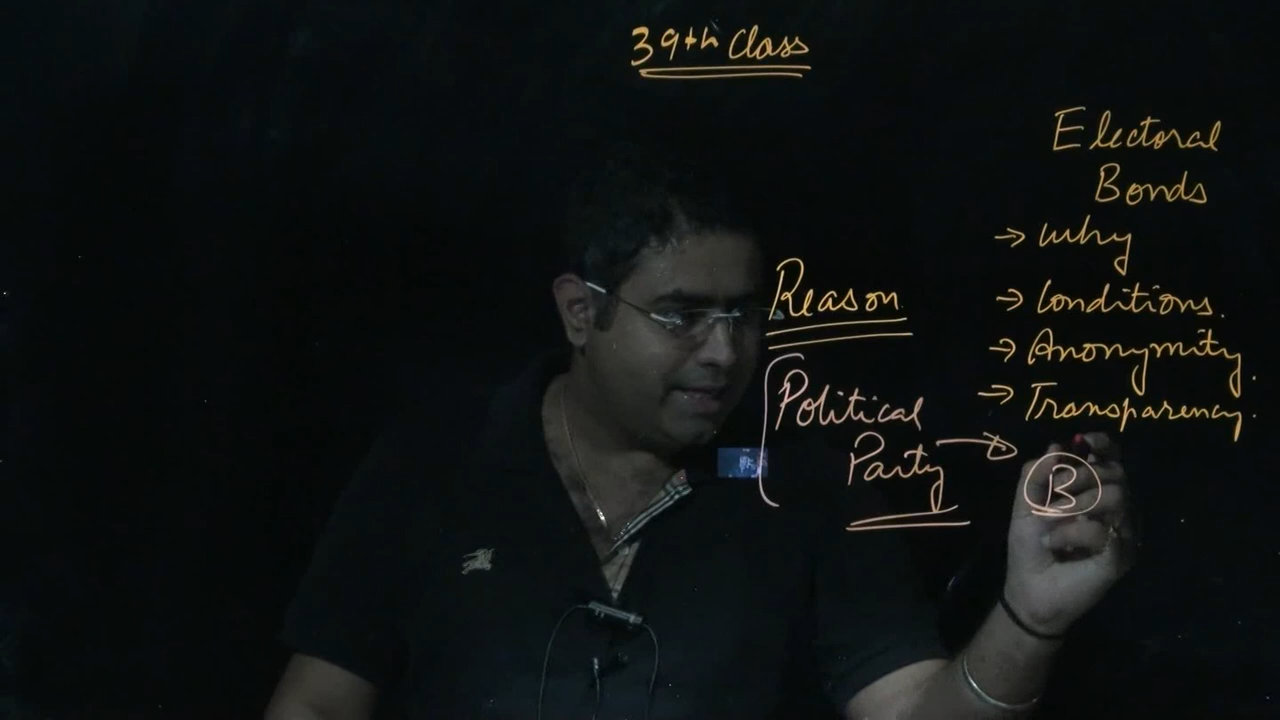 39th Class
Electoral
Bonds
→ Why
→ Conditions.
→ Anonymity.
→ Transparency.
Reason
Political
Party →
B